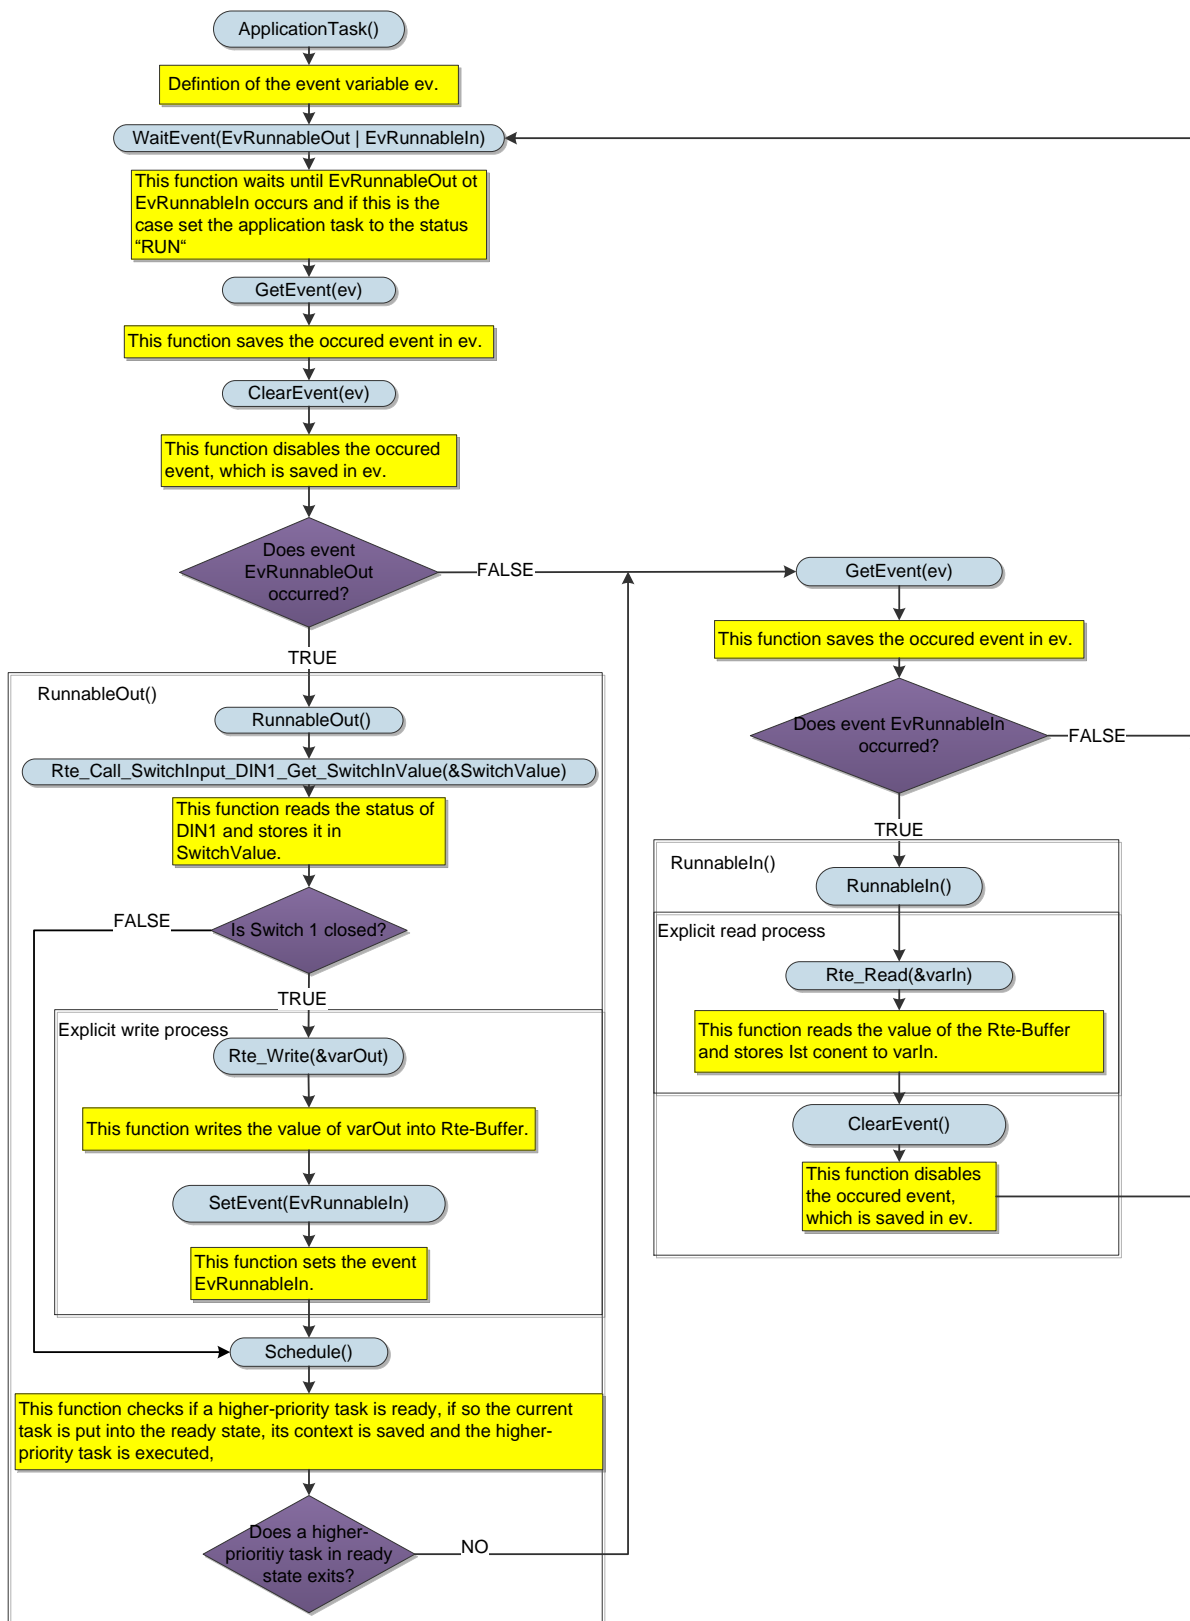 ApplicationTask()
Defintion of the event variable ev.
WaitEvent(EvRunnableOut | EvRunnableIn)
This function waits until EvRunnableOut ot
EvRunnableIn occurs and if this is the
case set the application task to the status
“RUN“
GetEvent(ev)
This function saves the occured event in ev.
ClearEvent(ev)
This function disables the occured
event, which is saved in ev.
Does event
EvRunnableOut
occurred?
FALSE
TRUE
RunnableOut()
RunnableOut()
Rte_Call_SwitchInput_DIN1_Get_SwitchInValue(&SwitchValue)
This function reads the status of
DIN1 and stores it in
SwitchValue.
Is Switch 1 closed?
FALSE
TRUE
Explicit write process
Rte_Write(&varOut)
This function writes the value of varOut into Rte-Buffer.
SetEvent(EvRunnableIn)
This function sets the event
EvRunnableIn.
Schedule()
This function checks if a higher-priority task is ready, if so the current
task is put into the ready state, its context is saved and the higher-
priority task is executed,
Does a higher-
prioritiy task in ready
state exits?
NO
GetEvent(ev)
This function saves the occured event in ev.
Does event EvRunnableIn
occurred?
FALSE
TRUE
RunnableIn()
RunnableIn()
Explicit read process
Rte_Read(&varIn)
This function reads the value of the Rte-Buffer
and stores Ist conent to varIn.
ClearEvent()
This function disables
the occured event,
which is saved in ev.